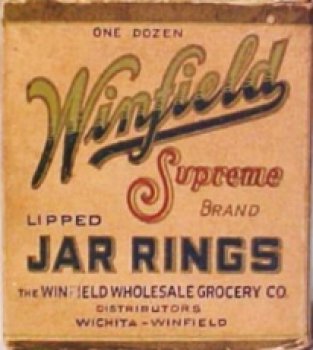 ONE DOZEN
Winfield
Supreme
BRAND
LIPPED
JAR RINGS
THE WINFIELD WHOLESALE GROCERY CO.
DISTRIBUTORS
WICHITA - WINFIELD